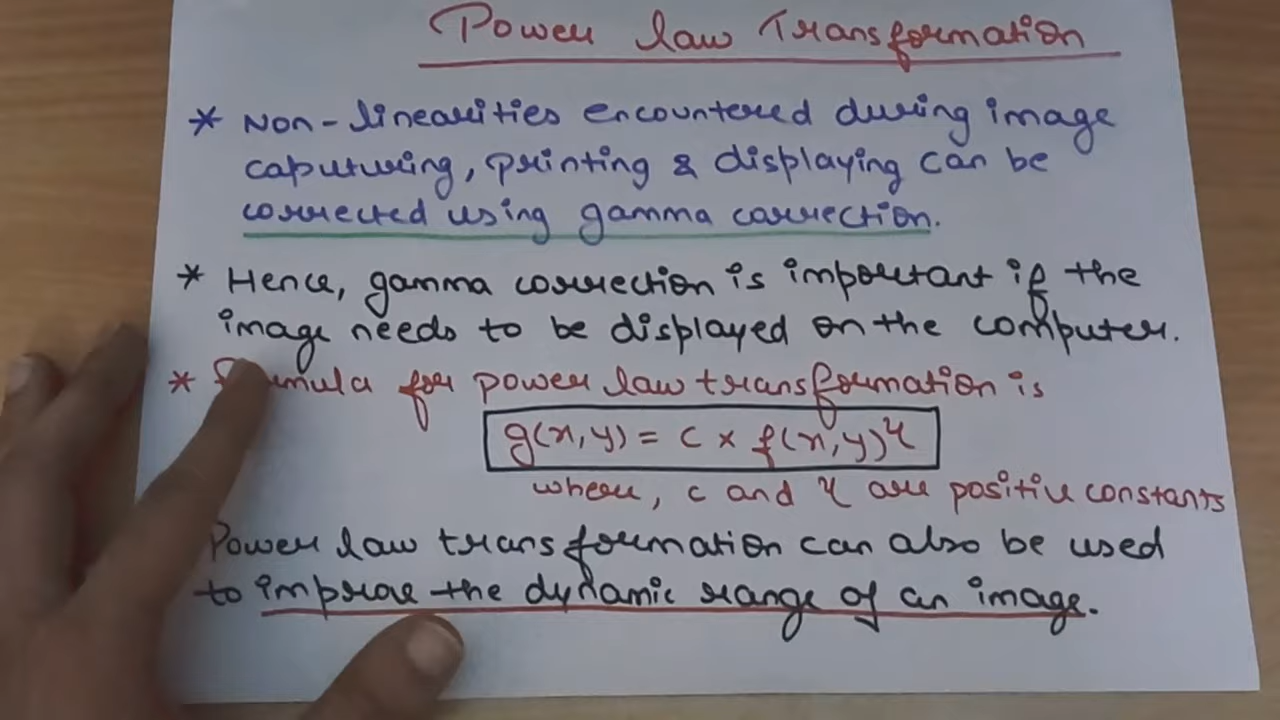 Power law Transformation
* Non-linearities encountered during image
capturing, printing & displaying can be
corrected using gamma correction.
* Hence, gamma correction is important if the
image needs to be displayed on the computer.
* Formula for power law transformation is
g(x,y) = c × f(x,y)^γ
where, c and γ are positive constants
Power law transformation can also be used
to improve the dynamic range of an image.